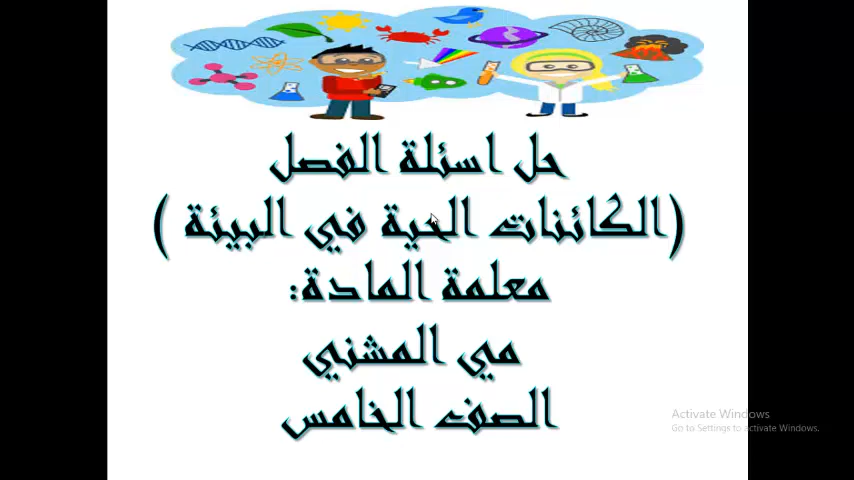 حل اسئلة الفصل
(الكائنات الحية في البيئة )
معلمة المادة:
مي المشني
الصف الخامس
Activate Windows
Go to Settings to activate Windows.